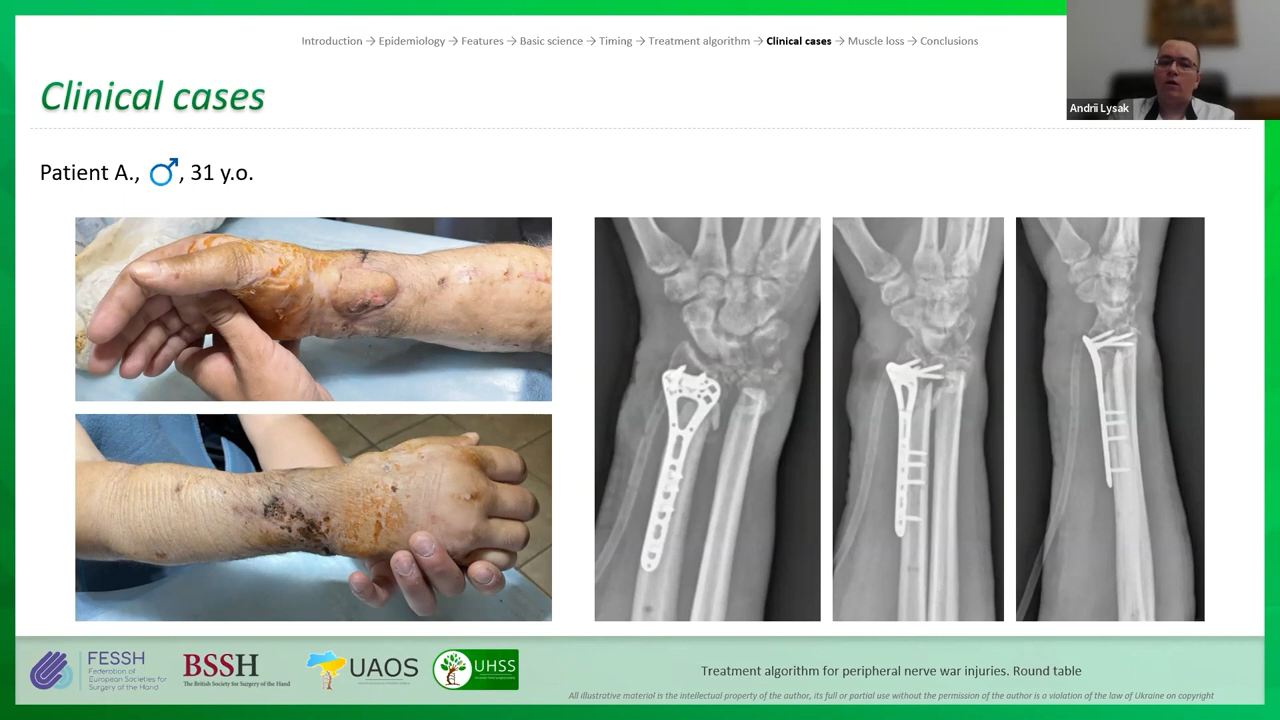 Introduction → Epidemiology → Features → Basic science → Timing → Treatment algorithm → Clinical cases → Muscle loss → Conclusions
Andrii Lysak
Clinical cases
Patient A., ♂, 31 y.o.
FESSH
Federation of
European Societies for
Surgery of the Hand
BSSH
The British Society for Surgery of the Hand
UAOS
UHSS
Treatment algorithm for peripheral nerve war injuries. Round table
All illustrative material is the intellectual property of the author, its full or partial use without the permission of the author is a violation of the law of Ukraine on copyright